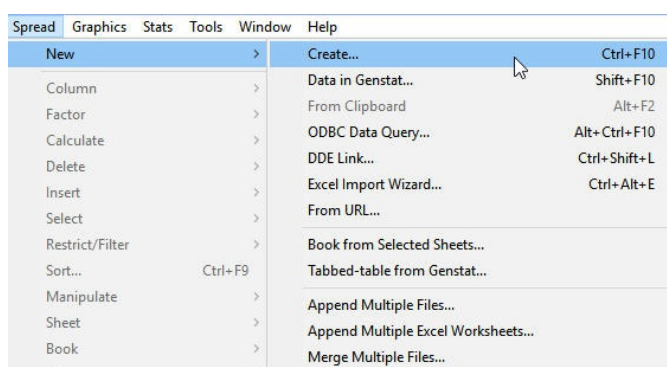 Spread Graphics Stats Tools Window Help
New >
Column >
Factor >
Calculate >
Delete >
Insert >
Select >
Restrict/Filter >
Sort... Ctrl+F9
Manipulate >
Sheet >
Book >
Create... Ctrl+F10
Data in Genstat... Shift+F10
From Clipboard Alt+F2
ODBC Data Query... Alt+Ctrl+F10
DDE Link... Ctrl+Shift+L
Excel Import Wizard... Ctrl+Alt+E
From URL...
Book from Selected Sheets...
Tabbed-table from Genstat...
Append Multiple Files...
Append Multiple Excel Worksheets...
Merge Multiple Files...